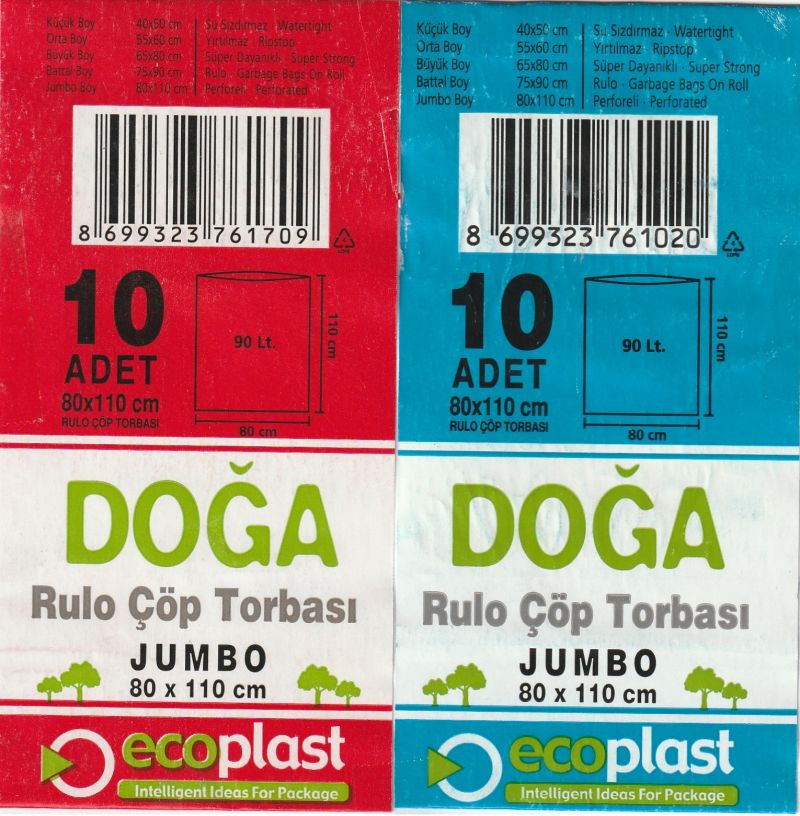 Küçük Boy 40x50 cm Su Sızdırmaz · Watertight
Orta Boy 55x60 cm Yırtılmaz · Ripstop
Büyük Boy 65x80 cm Süper Dayanıklı · Super Strong
Battal Boy 75x90 cm Rulo · Garbage Bags On Roll
Jumbo Boy 80x110 cm Perforeli · Perforated
8 699323 761709
LDPE
10
ADET
80x110 cm
RULO ÇÖP TORBASI
90 Lt.
110 cm
80 cm
DOĞA
Rulo Çöp Torbası
JUMBO
80 x 110 cm
ecoplast
Intelligent Ideas For Package
Küçük Boy 40x50 cm Su Sızdırmaz · Watertight
Orta Boy 55x60 cm Yırtılmaz · Ripstop
Büyük Boy 65x80 cm Süper Dayanıklı · Super Strong
Battal Boy 75x90 cm Rulo · Garbage Bags On Roll
Jumbo Boy 80x110 cm Perforeli · Perforated
8 699323 761020
LDPE
10
ADET
80x110 cm
RULO ÇÖP TORBASI
90 Lt.
110 cm
80 cm
DOĞA
Rulo Çöp Torbası
JUMBO
80 x 110 cm
ecoplast
Intelligent Ideas For Package